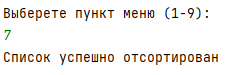 Выберете пункт меню (1-9):
7
Список успешно отсортирован